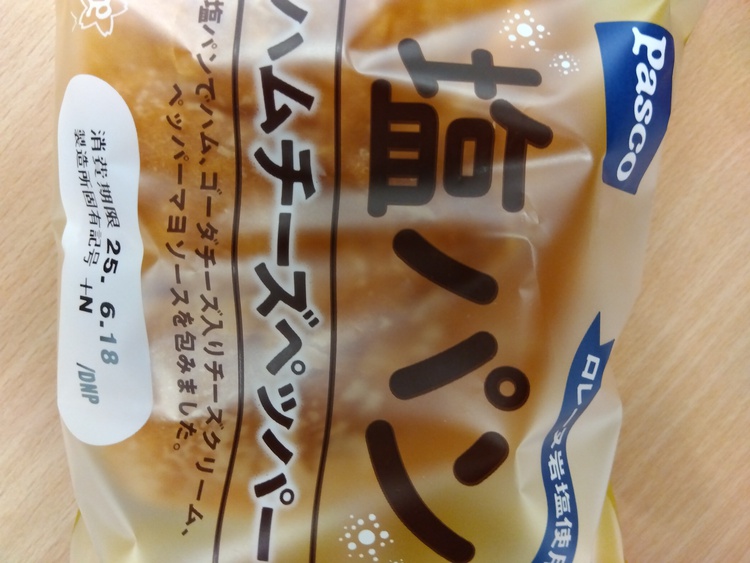 Pasco
ロレーヌ岩塩使用
塩パン
ハムチーズペッパー
塩パンでハム、ゴーダチーズ入りチーズクリーム、
ペッパーマヨソースを包みました。
消費期限 25. 6.18
製造所固有記号 +N
/DNP